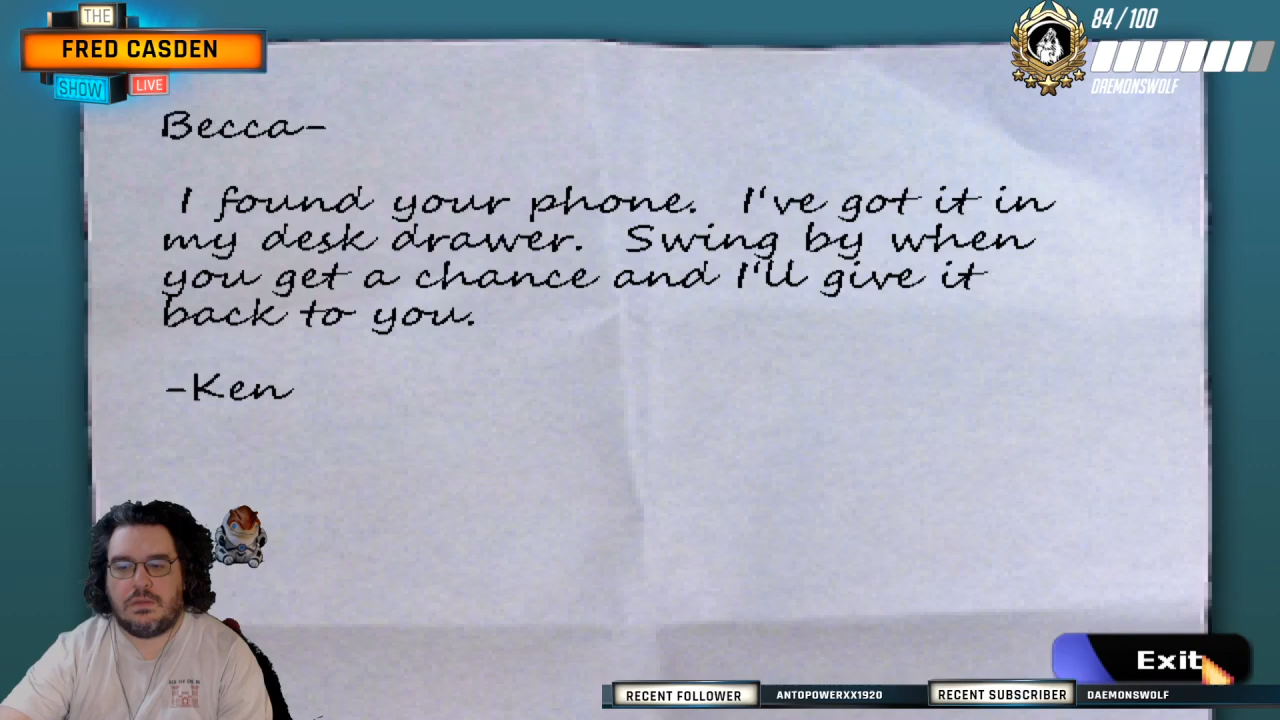 THE
FRED CASDEN
SHOW
LIVE
84/100
DAEMONSWOLF
Becca-
I found your phone. I've got it in
my desk drawer. Swing by when
you get a chance and I'll give it
back to you.
-Ken
Exit
RECENT FOLLOWER
ANTOPOWERXX1920
RECENT SUBSCRIBER
DAEMONSWOLF